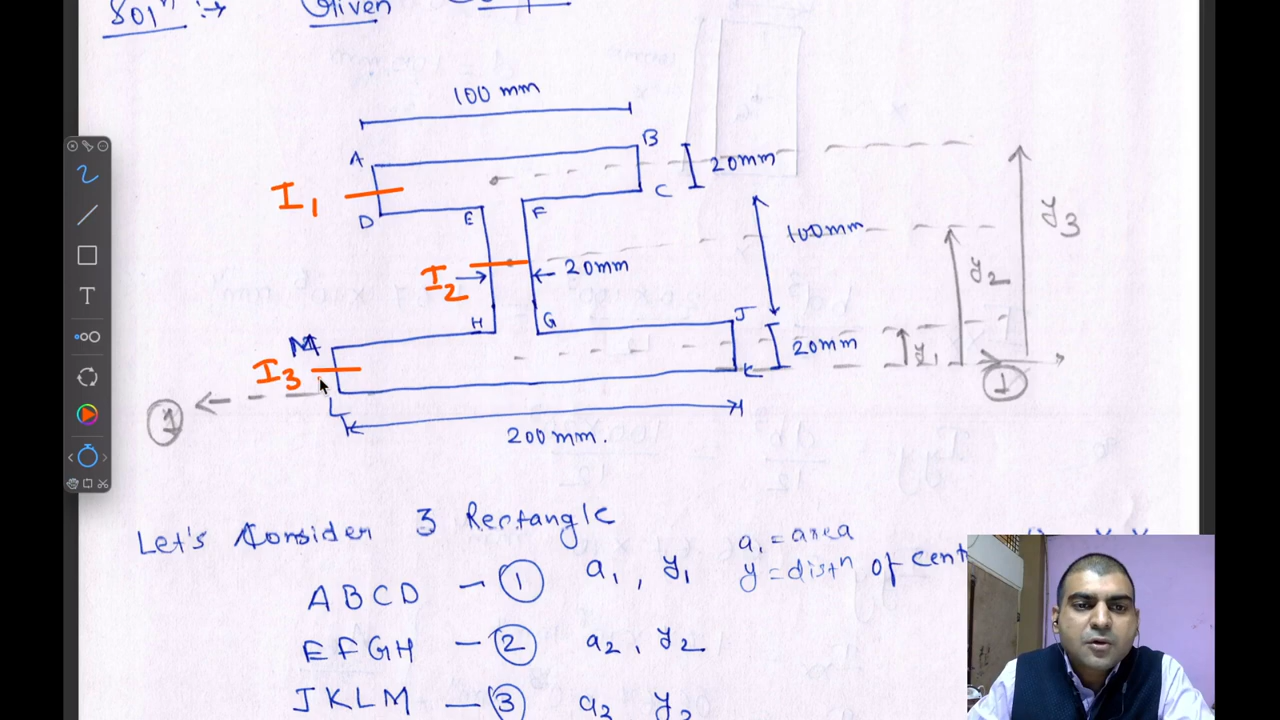 Solⁿ :→ Given
100 mm
A
B
20mm
I₁
D
E
F
C
100mm
y₃
I₂
20mm
y₂
H
G
J
M
20mm
y₁
I₃
K
1
1
L
200 mm.
Let's Consider 3 Rectangle
a₁ = area
ABCD – 1 a₁, y₁ y = distⁿ of cent
EFGH – 2 a₂, y₂
JKLM – 3 a₃ y₃
T